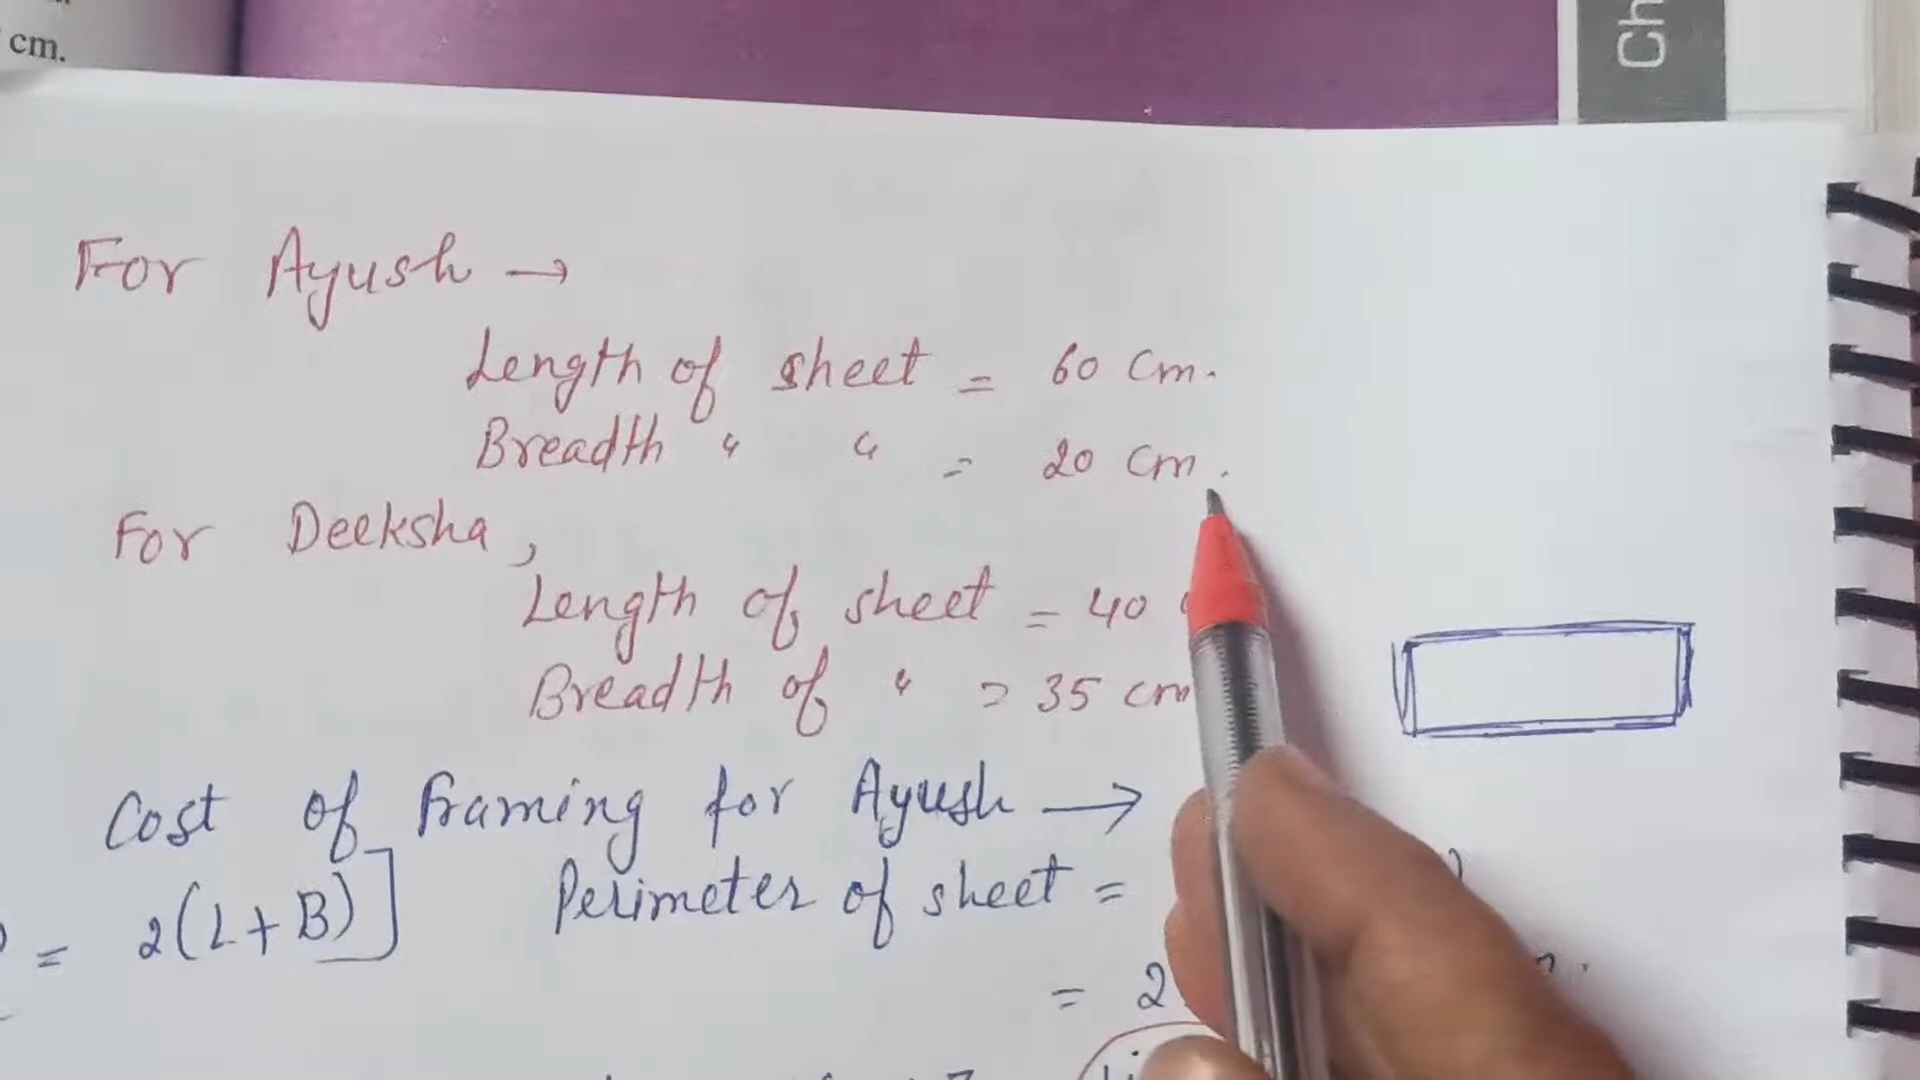 cm.
Ch
For Ayush →
Length of sheet = 60 Cm.
Breadth " " = 20 Cm.
For Deeksha,
Length of sheet = 40
Breadth of " = 35 cm
Cost of framing for Ayush →
= 2(L+B)]
Perimeter of sheet =
= 2